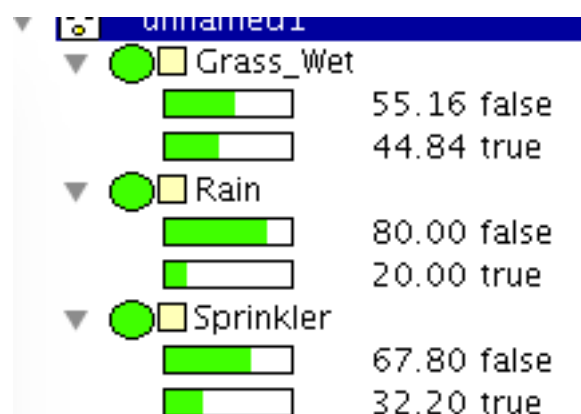 unnamed1
Grass_Wet
55.16 false
44.84 true
Rain
80.00 false
20.00 true
Sprinkler
67.80 false
32.20 true